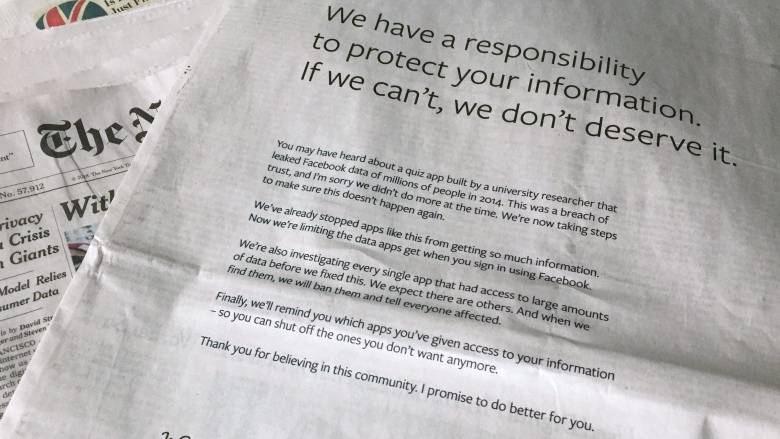 We have a responsibility
to protect your information.
If we can't, we don't deserve it.
You may have heard about a quiz app built by a university researcher that
leaked Facebook data of millions of people in 2014. This was a breach of
trust, and I'm sorry we didn't do more at the time. We're now taking steps
to make sure this doesn't happen again.
We've already stopped apps like this from getting so much information.
Now we're limiting the data apps get when you sign in using Facebook.
We're also investigating every single app that had access to large amounts
of data before we fixed this. We expect there are others. And when we
find them, we will ban them and tell everyone affected.
Finally, we'll remind you which apps you've given access to your information
– so you can shut off the ones you don't want anymore.
Thank you for believing in this community. I promise to do better for you.
Just
The N
No. 57,912
Wit
rivacy
Crisis
Giants
Model Relies
umer Data
by David
and Steven
ANCISCO